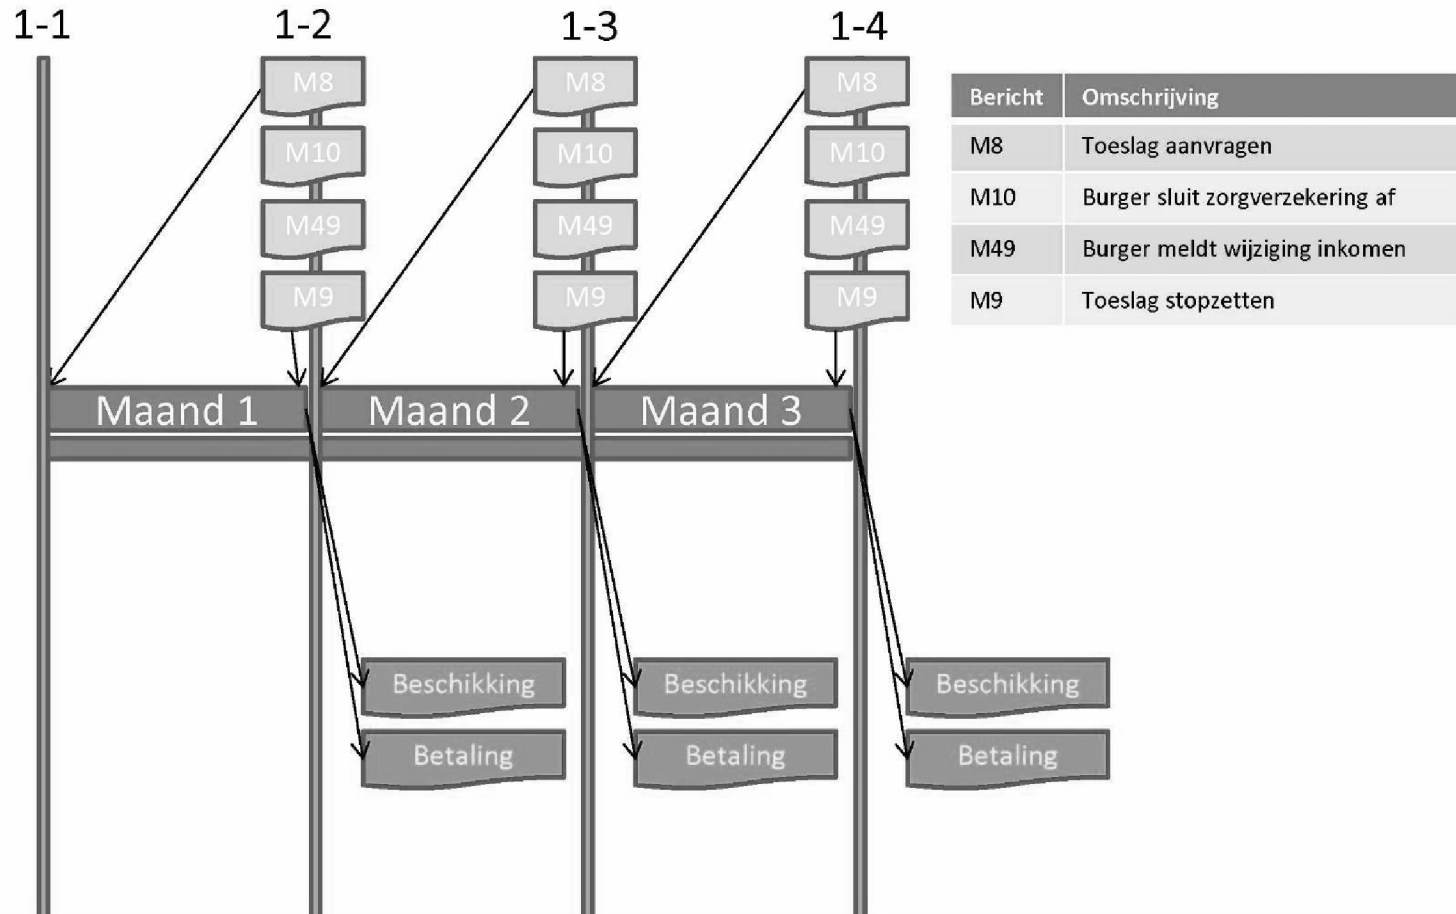 1-1
1-2
1-3
1-4
M8
M8
M8
M10
M10
M10
M49
M49
M49
M9
M9
M9
Bericht Omschrijving
M8 Toeslag aanvragen
M10 Burger sluit zorgverzekering af
M49 Burger meldt wijziging inkomen
M9 Toeslag stopzetten
Maand 1
Maand 2
Maand 3
Beschikking
Beschikking
Beschikking
Betaling
Betaling
Betaling